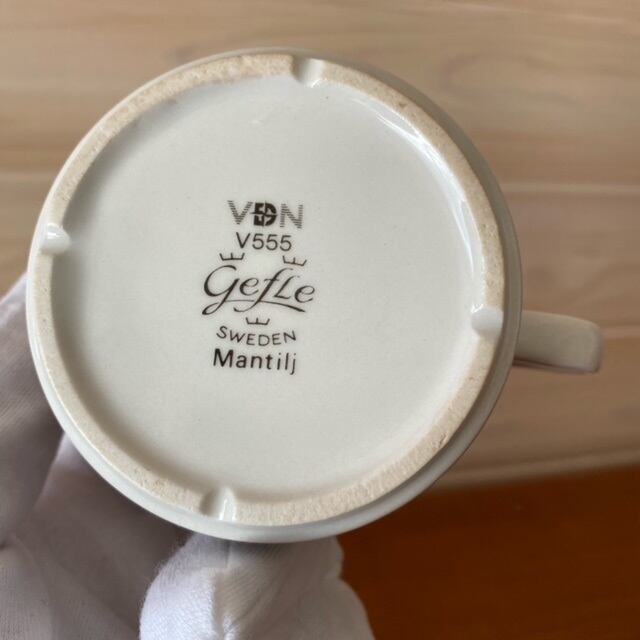 VDN
V555
Gefle
SWEDEN
Mantilj